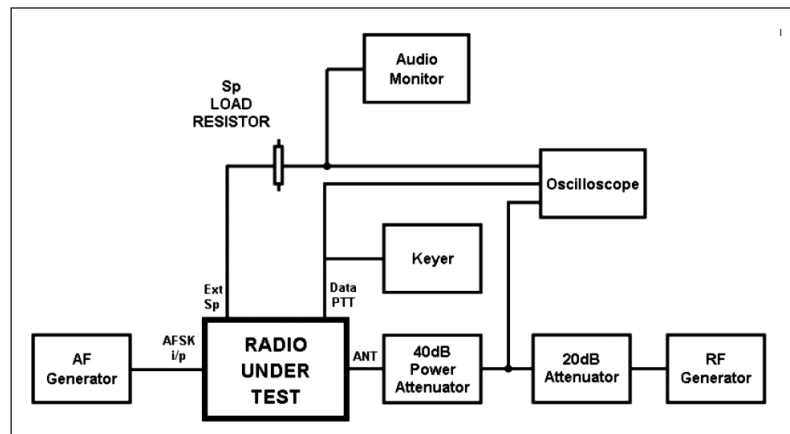 Audio
Monitor
Sp
LOAD
RESISTOR
Oscilloscope
Keyer
Ext
Sp
Data
PTT
AF
Generator
AFSK
i/p
RADIO
UNDER
TEST
ANT
40dB
Power
Attenuator
20dB
Attenuator
RF
Generator